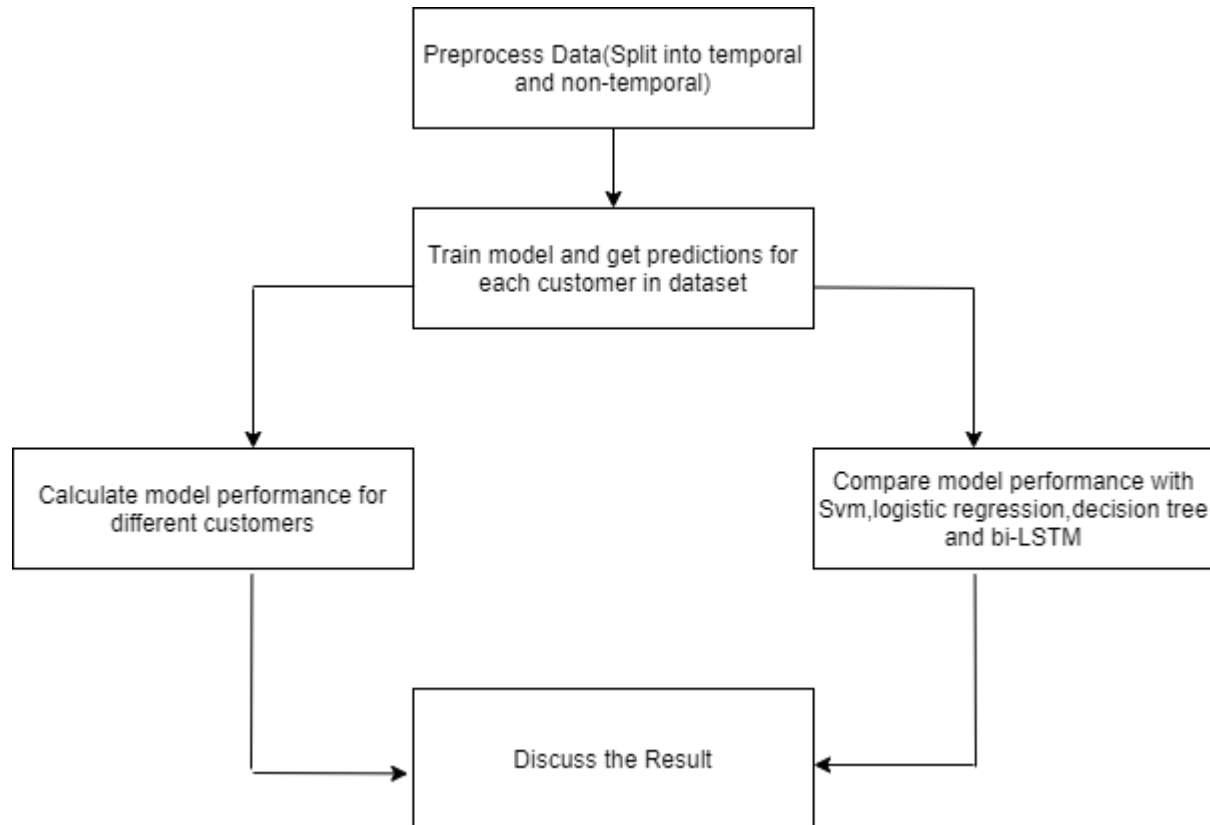 Preprocess Data(Split into temporal
and non-temporal)
Train model and get predictions for
each customer in dataset
Calculate model performance for
different customers
Compare model performance with
Svm,logistic regression,decision tree
and bi-LSTM
Discuss the Result